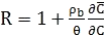 R = 1 + ρb/θ ∂C̅/∂C